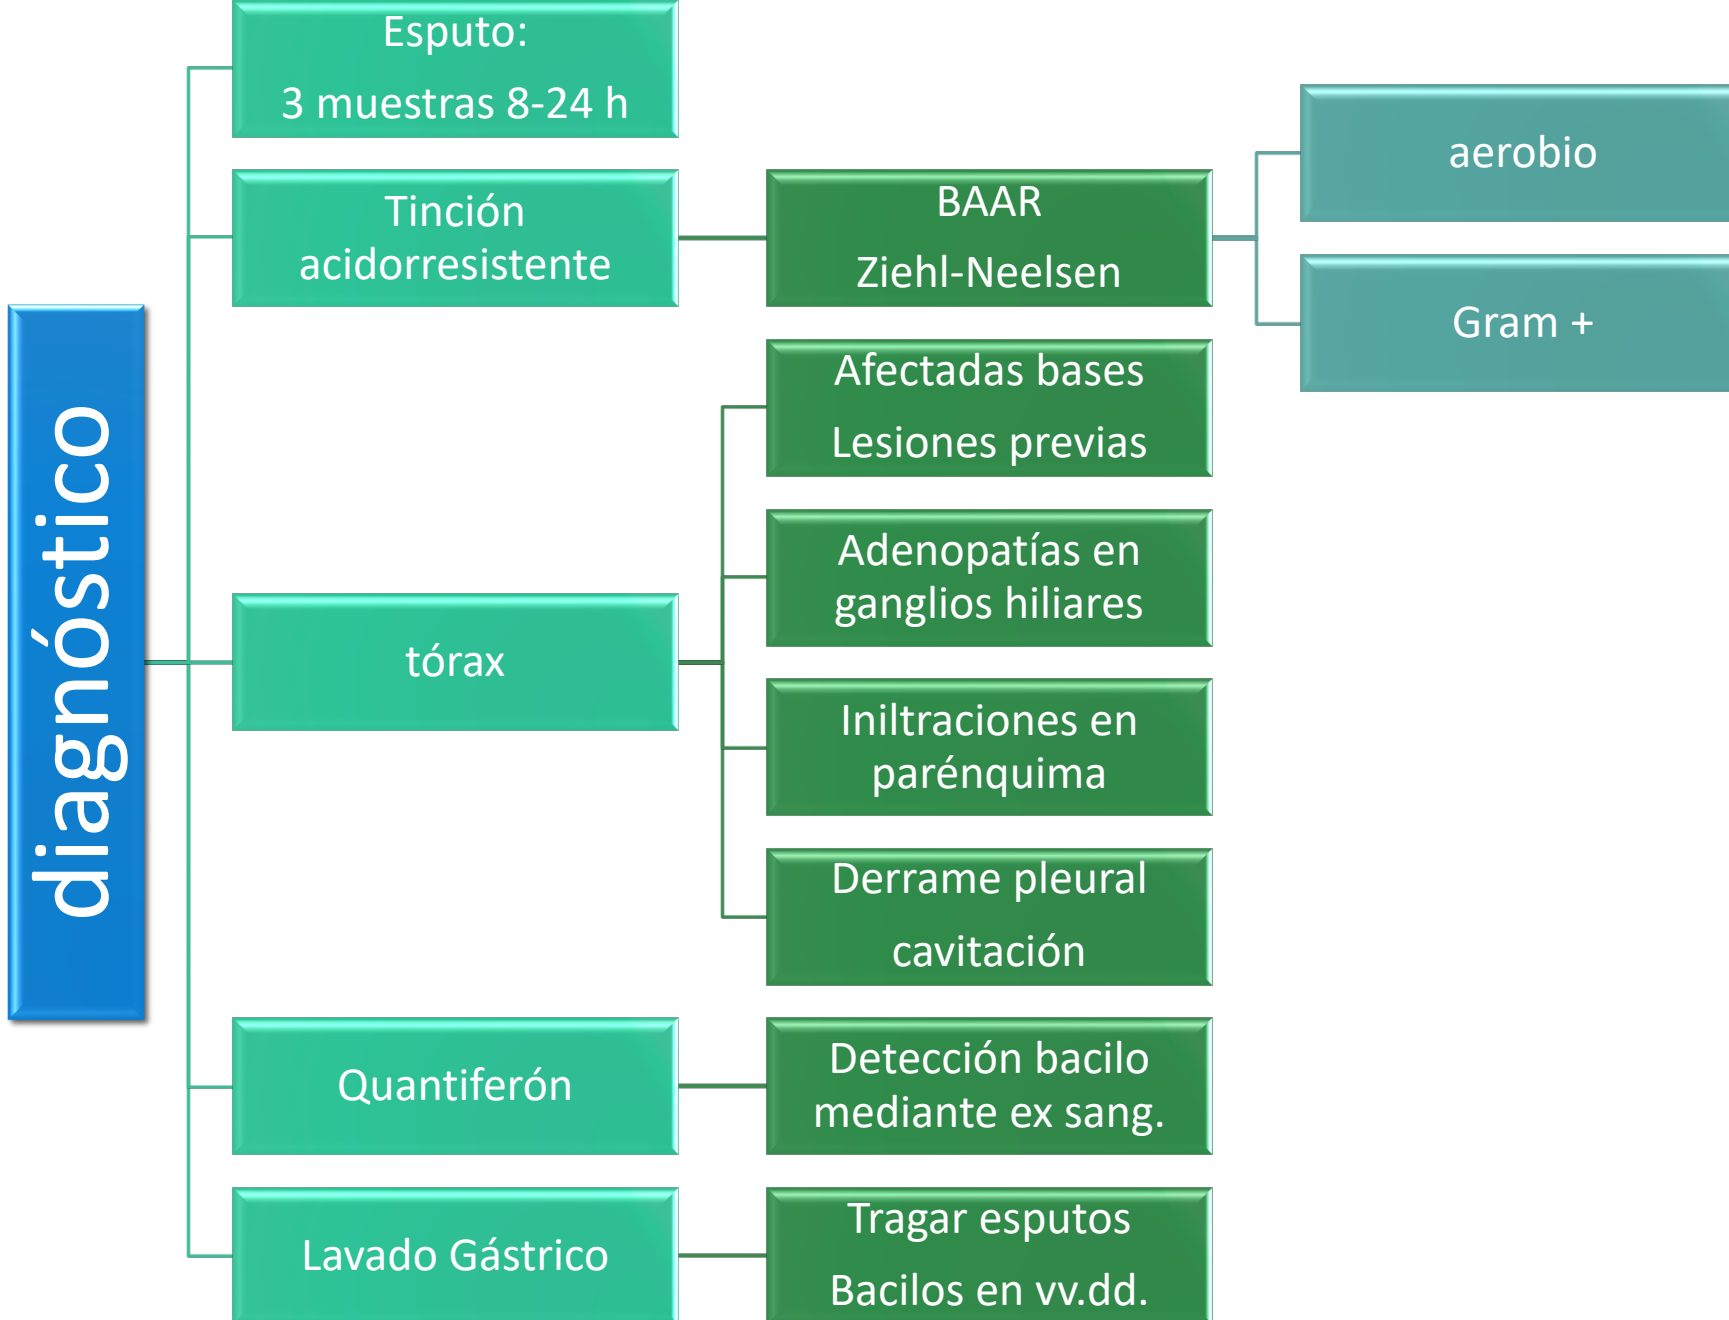 diagnóstico
Esputo:
3 muestras 8-24 h
Tinción
acidorresistente
BAAR
Ziehl-Neelsen
aerobio
Gram +
tórax
Afectadas bases
Lesiones previas
Adenopatías en
ganglios hiliares
Iniltraciones en
parénquima
Derrame pleural
cavitación
Quantiferón
Detección bacilo
mediante ex sang.
Lavado Gástrico
Tragar esputos
Bacilos en vv.dd.